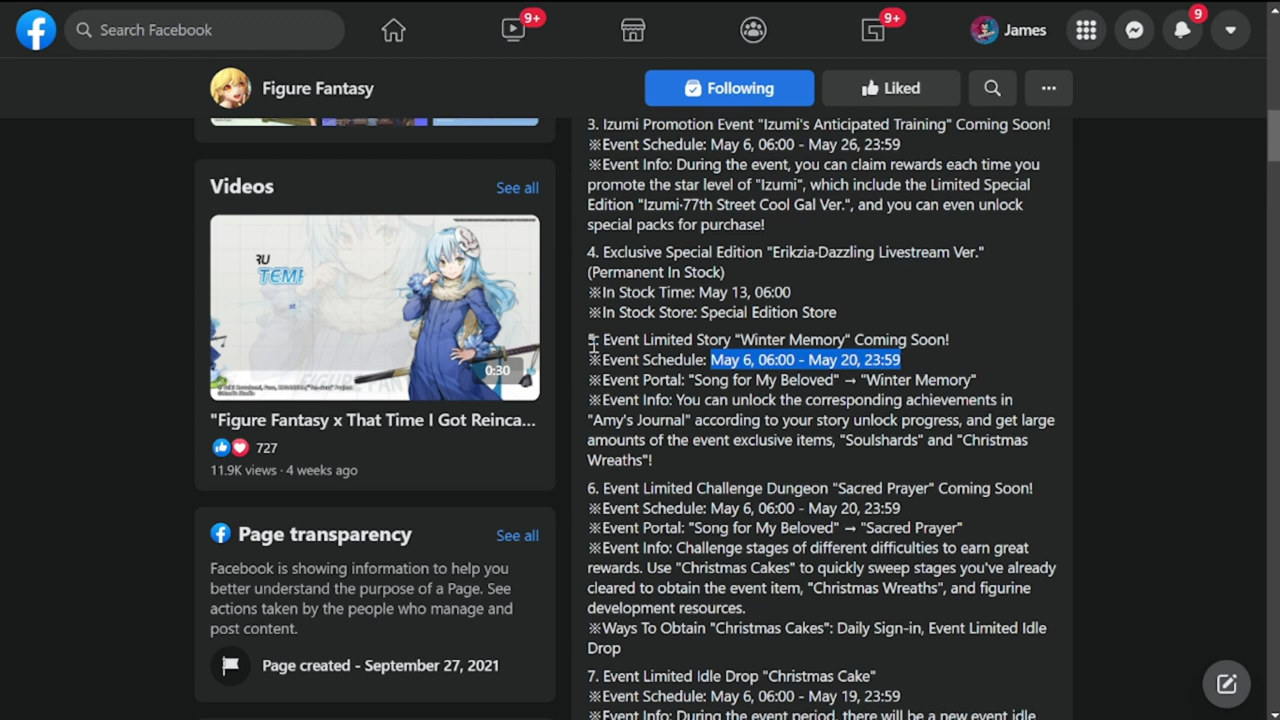 Search Facebook
9+
9+
James
9
Figure Fantasy
Following
Liked
Videos
See all
RU
TEMP
0:30
"Figure Fantasy x That Time I Got Reinca...
727
11.9K views · 4 weeks ago
Page transparency
See all
Facebook is showing information to help you
better understand the purpose of a Page. See
actions taken by the people who manage and
post content.
Page created - September 27, 2021
3. Izumi Promotion Event "Izumi's Anticipated Training" Coming Soon!
※Event Schedule: May 6, 06:00 - May 26, 23:59
※Event Info: During the event, you can claim rewards each time you
promote the star level of "Izumi", which include the Limited Special
Edition "Izumi·77th Street Cool Gal Ver.", and you can even unlock
special packs for purchase!
4. Exclusive Special Edition "Erikzia·Dazzling Livestream Ver."
(Permanent In Stock)
※In Stock Time: May 13, 06:00
※In Stock Store: Special Edition Store
5. Event Limited Story "Winter Memory" Coming Soon!
※Event Schedule: May 6, 06:00 - May 20, 23:59
※Event Portal: "Song for My Beloved" → "Winter Memory"
※Event Info: You can unlock the corresponding achievements in
"Amy's Journal" according to your story unlock progress, and get large
amounts of the event exclusive items, "Soulshards" and "Christmas
Wreaths"!
6. Event Limited Challenge Dungeon "Sacred Prayer" Coming Soon!
※Event Schedule: May 6, 06:00 - May 20, 23:59
※Event Portal: "Song for My Beloved" → "Sacred Prayer"
※Event Info: Challenge stages of different difficulties to earn great
rewards. Use "Christmas Cakes" to quickly sweep stages you've already
cleared to obtain the event item, "Christmas Wreaths", and figurine
development resources.
※Ways To Obtain "Christmas Cakes": Daily Sign-in, Event Limited Idle
Drop
7. Event Limited Idle Drop "Christmas Cake"
※Event Schedule: May 6, 06:00 - May 19, 23:59
※Event Info: During the event period, there will be a new event idle